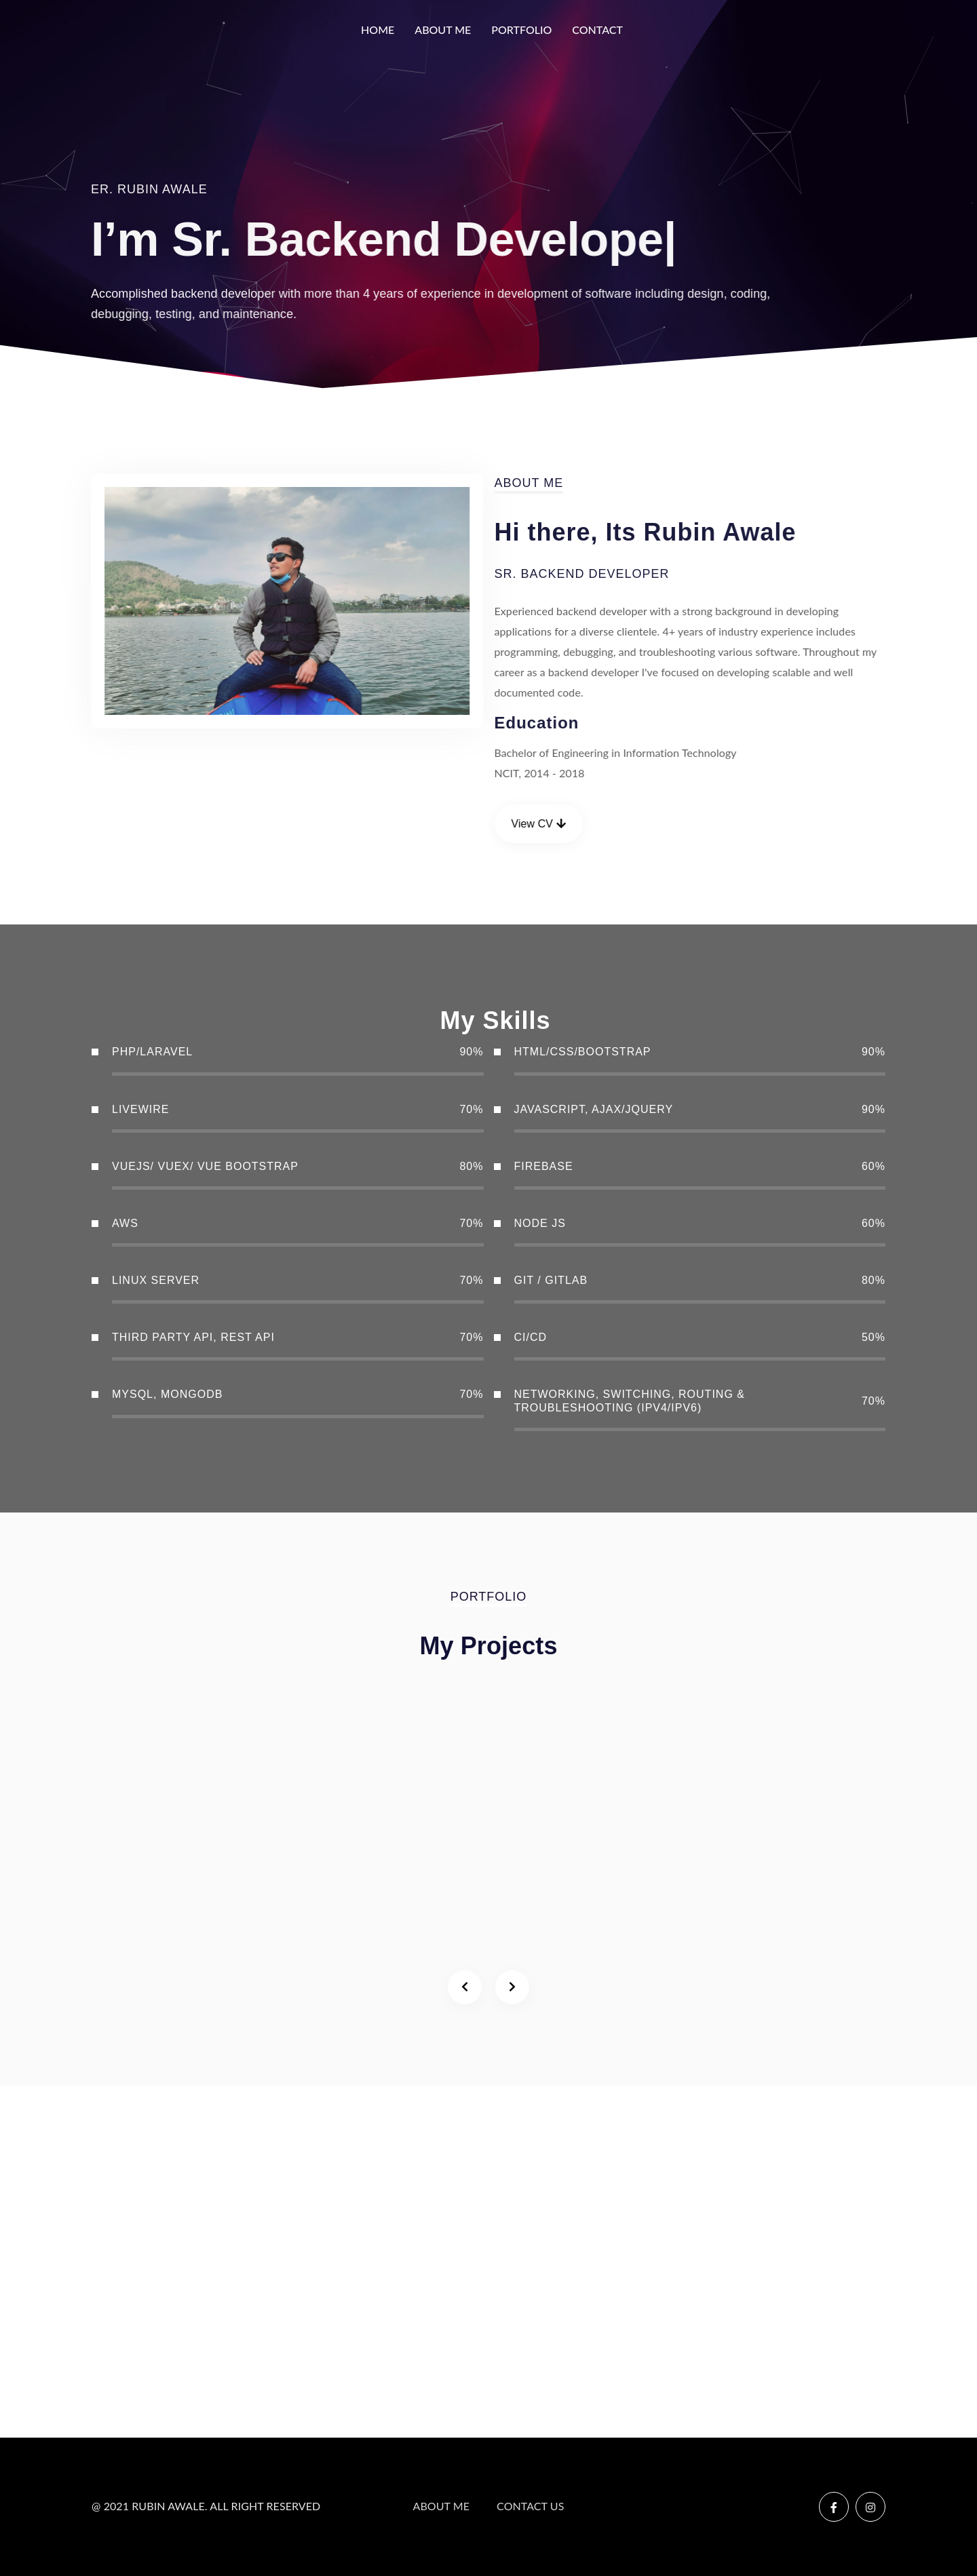 HOME ABOUT ME PORTFOLIO CONTACT
ER. RUBIN AWALE
I’m Sr. Backend Develope|
Accomplished backend developer with more than 4 years of experience in development of software including design, coding,
debugging, testing, and maintenance.
ABOUT ME
Hi there, Its Rubin Awale
SR. BACKEND DEVELOPER
Experienced backend developer with a strong background in developing
applications for a diverse clientele. 4+ years of industry experience includes
programming, debugging, and troubleshooting various software. Throughout my
career as a backend developer I've focused on developing scalable and well
documented code.
Education
Bachelor of Engineering in Information Technology
NCIT, 2014 - 2018
View CV
My Skills
PHP/LARAVEL 90%
HTML/CSS/BOOTSTRAP 90%
LIVEWIRE 70%
JAVASCRIPT, AJAX/JQUERY 90%
VUEJS/ VUEX/ VUE BOOTSTRAP 80%
FIREBASE 60%
AWS 70%
NODE JS 60%
LINUX SERVER 70%
GIT / GITLAB 80%
THIRD PARTY API, REST API 70%
CI/CD 50%
MYSQL, MONGODB 70%
NETWORKING, SWITCHING, ROUTING &
TROUBLESHOOTING (IPV4/IPV6) 70%
PORTFOLIO
My Projects
@ 2021 RUBIN AWALE. ALL RIGHT RESERVED ABOUT ME CONTACT US